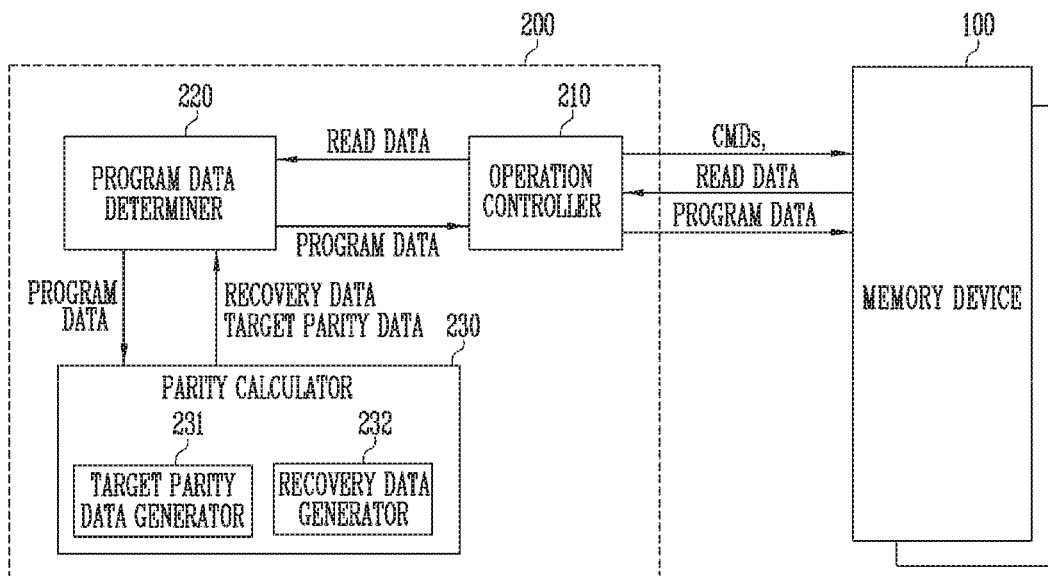 200
100
220
210
READ DATA
CMDs,
PROGRAM DATA
DETERMINER
OPERATION
CONTROLLER
READ DATA
PROGRAM DATA
PROGRAM DATA
MEMORY DEVICE
PROGRAM
DATA
RECOVERY DATA
TARGET PARITY DATA
230
PARITY CALCULATOR
231
232
TARGET PARITY
DATA GENERATOR
RECOVERY DATA
GENERATOR